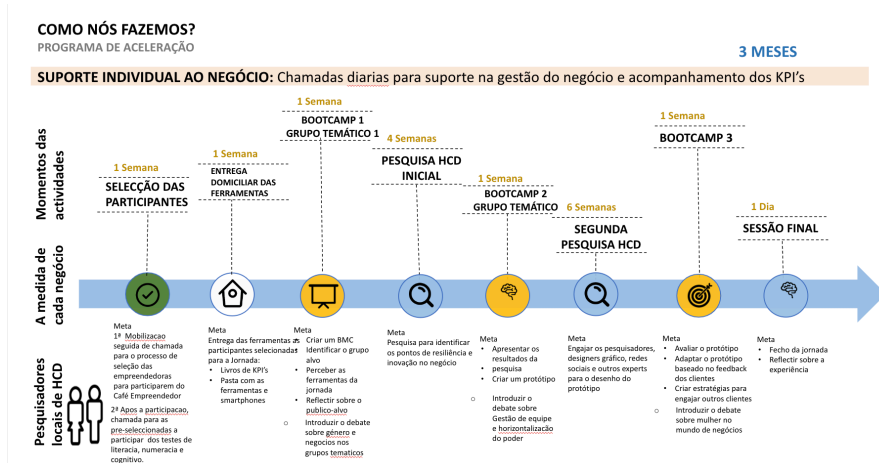 COMO NÓS FAZEMOS?
PROGRAMA DE ACELERAÇÃO
3 MESES
SUPORTE INDIVIDUAL AO NEGÓCIO: Chamadas diarias para suporte na gestão do negócio e acompanhamento dos KPI's
Momentos das
actividades
1 Semana
SELECÇÃO DAS
PARTICIPANTES
1 Semana
ENTREGA
DOMICILIAR DAS
FERRAMENTAS
1 Semana
BOOTCAMP 1
GRUPO TEMÁTICO 1
4 Semanas
PESQUISA HCD
INICIAL
1 Semana
BOOTCAMP 2
GRUPO TEMÁTICO
6 Semanas
SEGUNDA
PESQUISA HCD
1 Semana
BOOTCAMP 3
1 Dia
SESSÃO FINAL
A medida de
cada negócio
Pesquisadores
locais de HCD
Meta
1ª Mobilizacao
seguida de chamada
para o processo de
seleção das
empreendedoras
para participarem do
Café Empreendedor
2ª Apos a participacao,
chamada para as
pre-seleccionadas a
participar dos testes de
literacia, numeracia e
cognitivo.
Meta
Entrega das ferramentas as
participantes selecionadas
para a Jornada:
• Livros de KPI's
• Pasta com as
ferramentas e
smartphones
Meta
• Criar um BMC
• Identificar o grupo
alvo
• Perceber as
ferramentas da
jornada
• Reflectir sobre o
publico-alvo
o Introduzir o debate
sobre género e
negocios nos
grupos tematicos
Meta
Pesquisa para identificar
os pontos de resiliência e
inovação no negócio
Meta
• Apresentar os
resultados da
• pesquisa
• Criar um protótipo
o Introduzir o
debate sobre
Gestão de equipe
e horizontalização
do poder
Meta
Engajar os pesquisadores,
designers gráfico, redes
sociais e outros experts
para o desenho do
protótipo
Meta
• Avaliar o protótipo
• Adaptar o protótipo
baseado no feedback
dos clientes
• Criar estratégias para
engajar outros clientes
o Introduzir o debate
sobre mulher no
mundo de negócios
Meta
• Fecho da jornada
• Reflectir sobre a
experiência